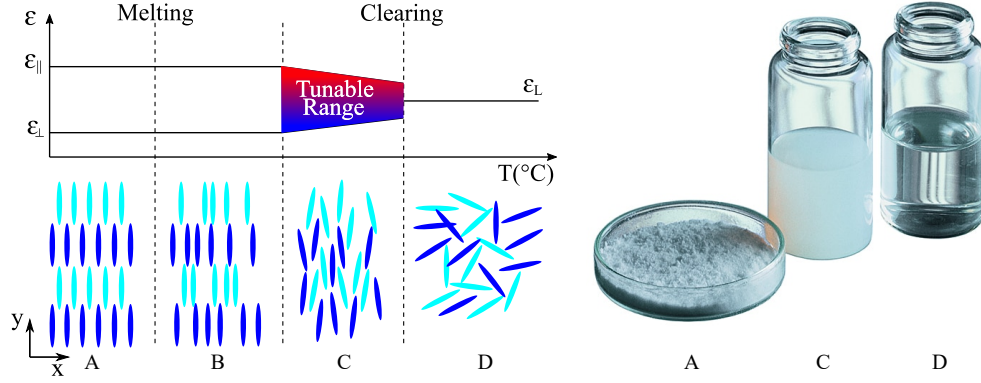 ε
Melting
Clearing
ε∥
Tunable
Range
εL
ε⊥
T(°C)
y
x
A
B
C
D
A
C
D